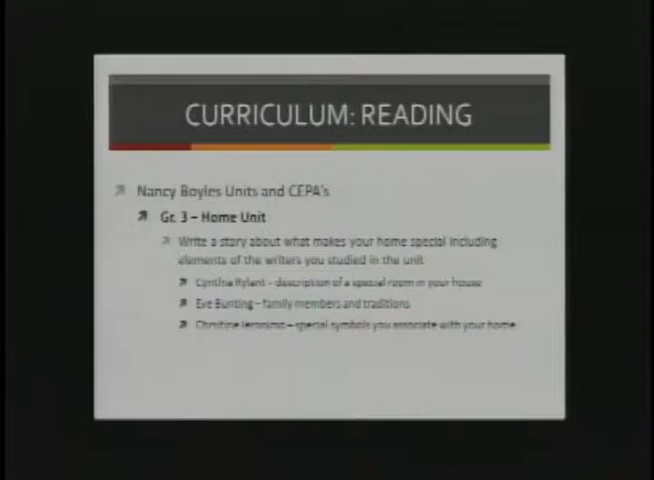 CURRICULUM: READING
Nancy Boyles Units and CEPA's
Gr. 3 – Home Unit
Write a story about what makes your home special including
elements of the writers you studied in the unit
Cynthia Rylant – description of a special room in your house
Eve Bunting – family members and traditions
Christine Ieronimo – special symbols you associate with your home